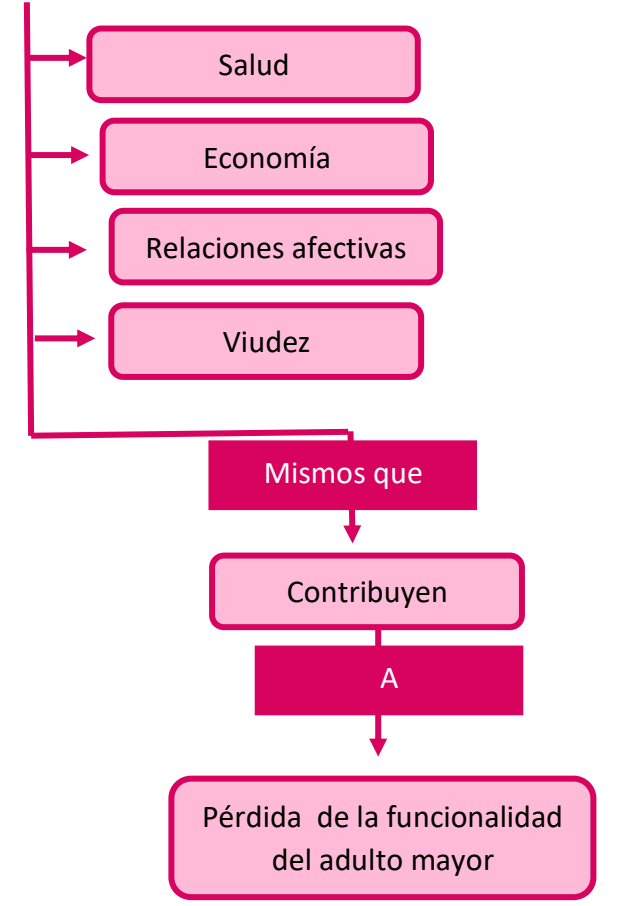 Salud
Economía
Relaciones afectivas
Viudez
Mismos que
Contribuyen
A
Pérdida  de la funcionalidad
del adulto mayor